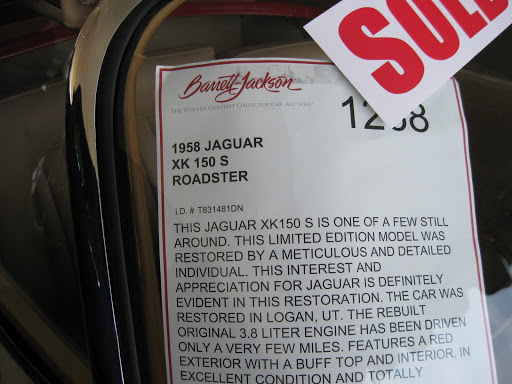 SOLD
Barrett-Jackson
THE WORLD'S GREATEST COLLECTOR CAR AUCTIONS™
1958 JAGUAR
XK 150 S
ROADSTER
I.D. # T831481DN
THIS JAGUAR XK150 S IS ONE OF A FEW STILL
AROUND. THIS LIMITED EDITION MODEL WAS
RESTORED BY A METICULOUS AND DETAILED
INDIVIDUAL. THIS INTEREST AND
APPRECIATION FOR JAGUAR IS DEFINITELY
EVIDENT IN THIS RESTORATION. THE CAR WAS
RESTORED IN LOGAN, UT. THE REBUILT
ORIGINAL 3.8 LITER ENGINE HAS BEEN DRIVEN
ONLY A VERY FEW MILES. FEATURES A RED
EXTERIOR WITH A BUFF TOP AND INTERIOR. IN
EXCELLENT CONDITION AND TOTALLY